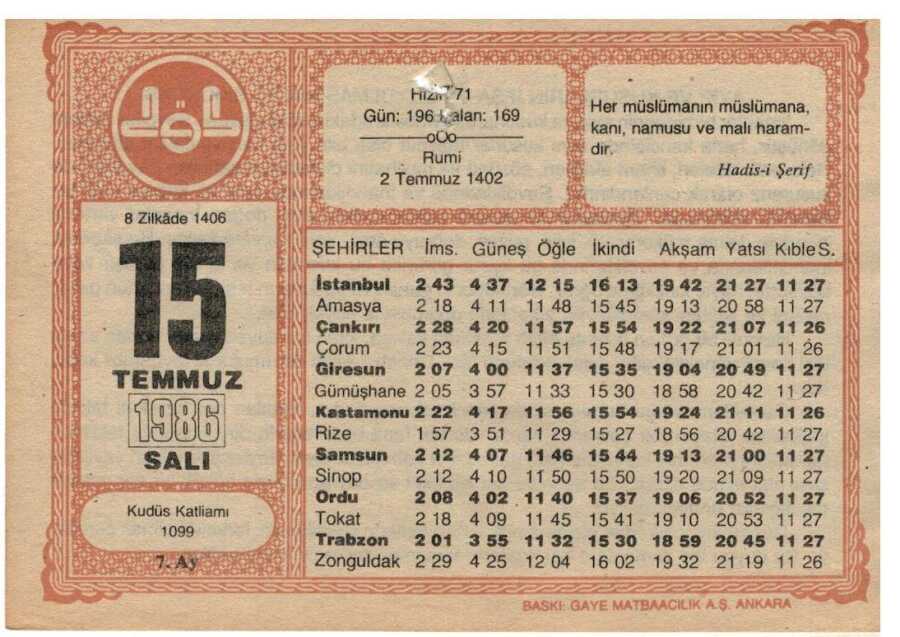 Hızır 71
Gün: 196 Kalan: 169
oOo
Rumi
2 Temmuz 1402
Her müslümanın müslümana,
kanı, namusu ve malı haram-
dir.
Hadis-i Şerif
8 Zilkâde 1406
15
TEMMUZ
1986
SALI
Kudüs Katliamı
1099
7. Ay
ŞEHİRLER İms. Güneş Öğle İkindi Akşam Yatsı Kıble S.
İstanbul 2 43 4 37 12 15 16 13 19 42 21 27 11 27
Amasya 2 18 4 11 11 48 15 45 19 13 20 58 11 27
Çankırı 2 28 4 20 11 57 15 54 19 22 21 07 11 26
Çorum 2 23 4 15 11 51 15 48 19 17 21 01 11 26
Giresun 2 07 4 00 11 37 15 35 19 04 20 49 11 27
Gümüşhane 2 05 3 57 11 33 15 30 18 58 20 42 11 27
Kastamonu 2 22 4 17 11 56 15 54 19 24 21 11 11 26
Rize 1 57 3 51 11 29 15 27 18 56 20 42 11 27
Samsun 2 12 4 07 11 46 15 44 19 13 21 00 11 27
Sinop 2 12 4 10 11 50 15 50 19 20 21 09 11 27
Ordu 2 08 4 02 11 40 15 37 19 06 20 52 11 27
Tokat 2 18 4 09 11 45 15 41 19 10 20 53 11 27
Trabzon 2 01 3 55 11 32 15 30 18 59 20 45 11 27
Zonguldak 2 29 4 25 12 04 16 02 19 32 21 19 11 26
BASKI: GAYE MATBAACILIK A.Ş. ANKARA